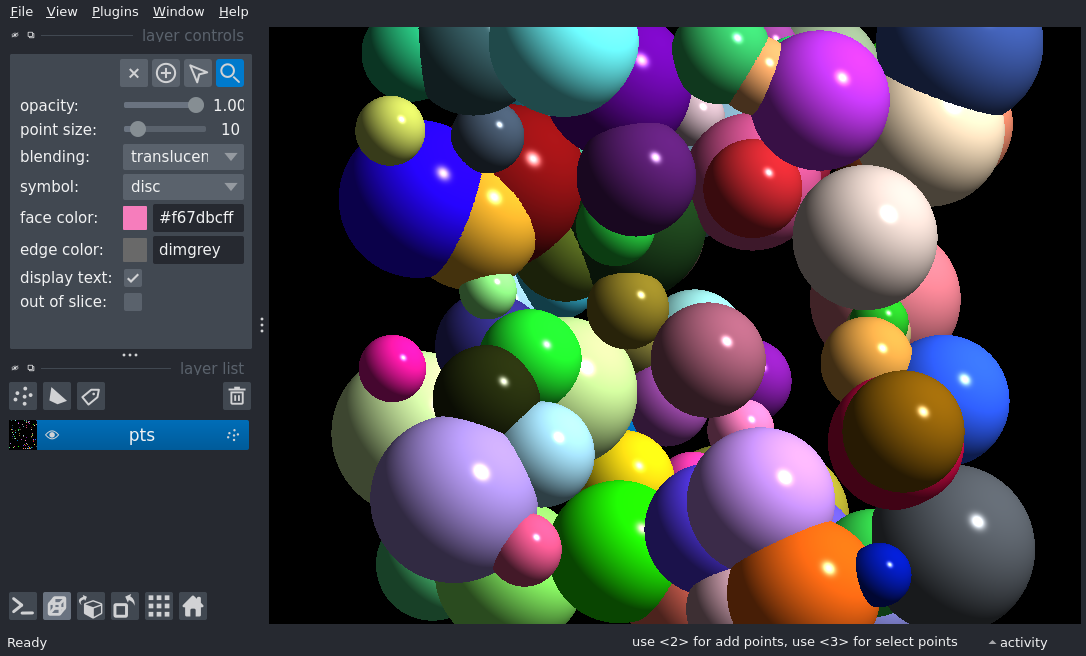 File View Plugins Window Help
layer controls
opacity: 1.00
point size: 10
blending: translucen
symbol: disc
face color: #f67dbcff
edge color: dimgrey
display text:
out of slice:
layer list
pts
Ready
use <2> for add points, use <3> for select points
activity